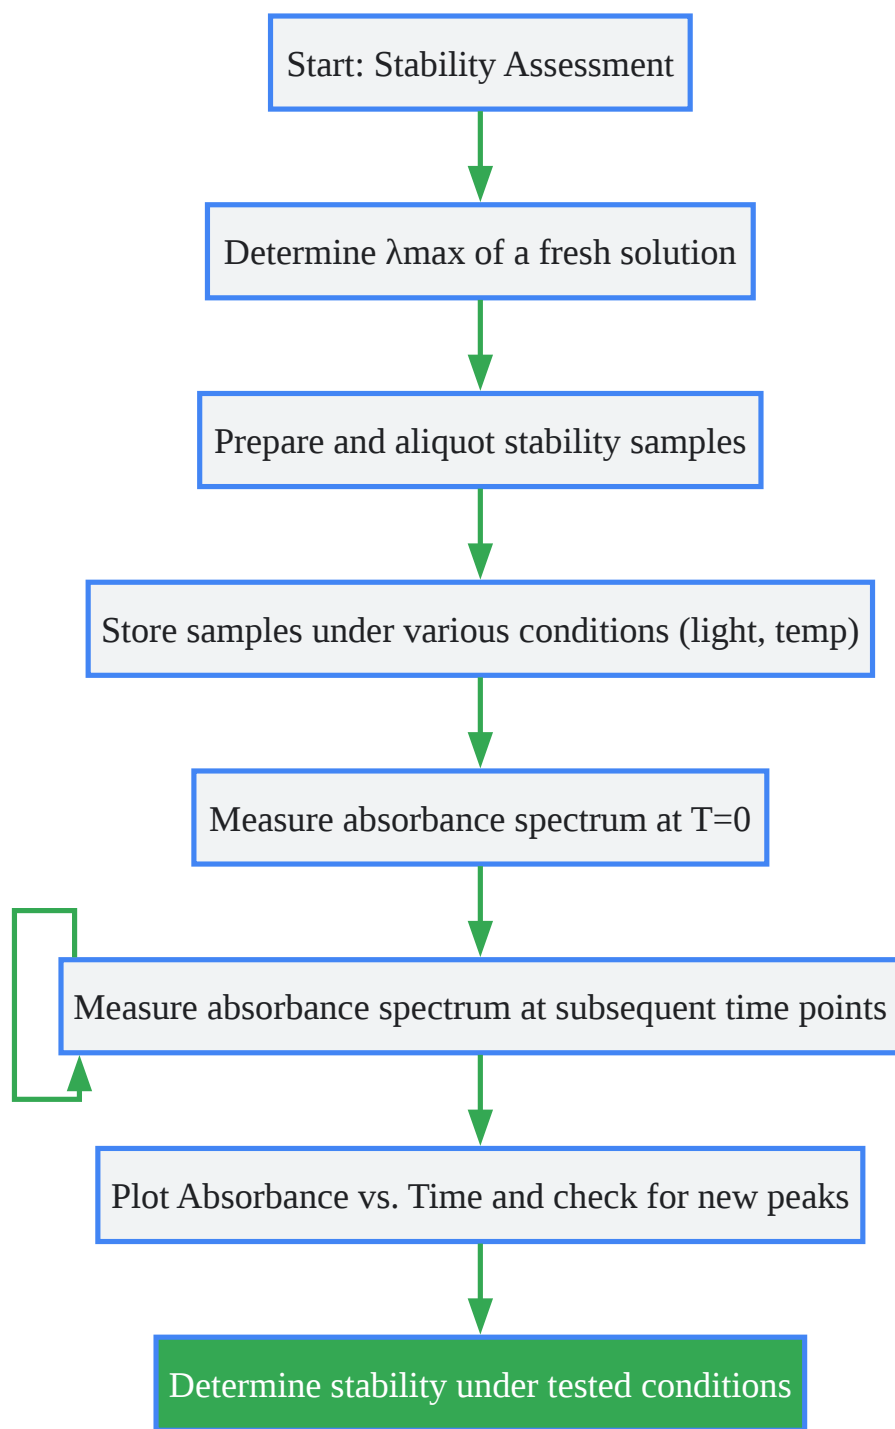 Start: Stability Assessment
Determine λmax of a fresh solution
Prepare and aliquot stability samples
Store samples under various conditions (light, temp)
Measure absorbance spectrum at T=0
Measure absorbance spectrum at subsequent time points
Plot Absorbance vs. Time and check for new peaks
Determine stability under tested conditions